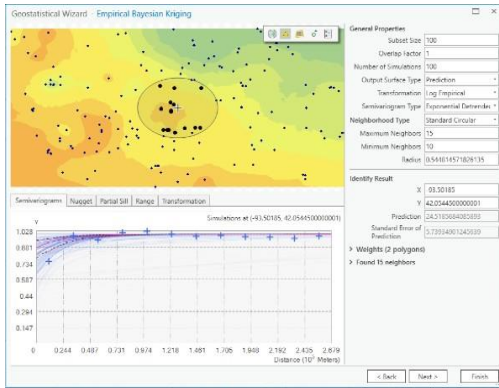 Geostatistical Wizard - Empirical Bayesian Kriging
General Properties
Subset Size 100
Overlap Factor 1
Number of Simulations 100
Output Surface Type Prediction
Transformation Log Empirical
Semivariogram Type Exponential Detrended
Neighborhood Type Standard Circular
Maximum Neighbors 15
Minimum Neighbors 10
Radius
Identify Result
X -93.50185
Y 42.0544500000001
Prediction
Standard Error of Prediction
> Weights (2 polygons)
> Found 15 neighbors
Semivariograms Nugget Partial Sill Range Transformation
Simulations at (-93.50185, 42.0544500000001)
γ
1.028
0.881
0.734
0.587
0.44
0.294
0.147
0 0.244 0.487 0.731 0.974 1.218 1.461 1.705 1.948 2.192 2.435 2.679
Distance
< Back Next > Finish